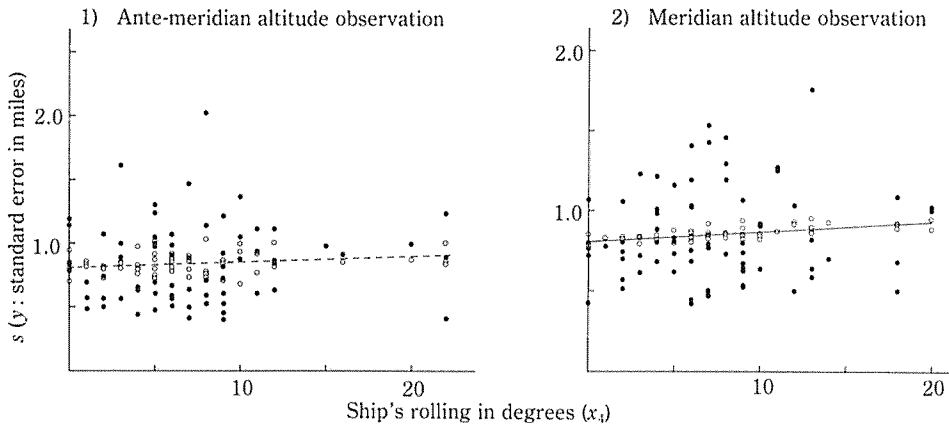 1) Ante-meridian altitude observation
2) Meridian altitude observation
s (y : standard error in miles)
2.0
1.0
10
20
2.0
1.0
10
20
Ship's rolling in degrees (x₄)